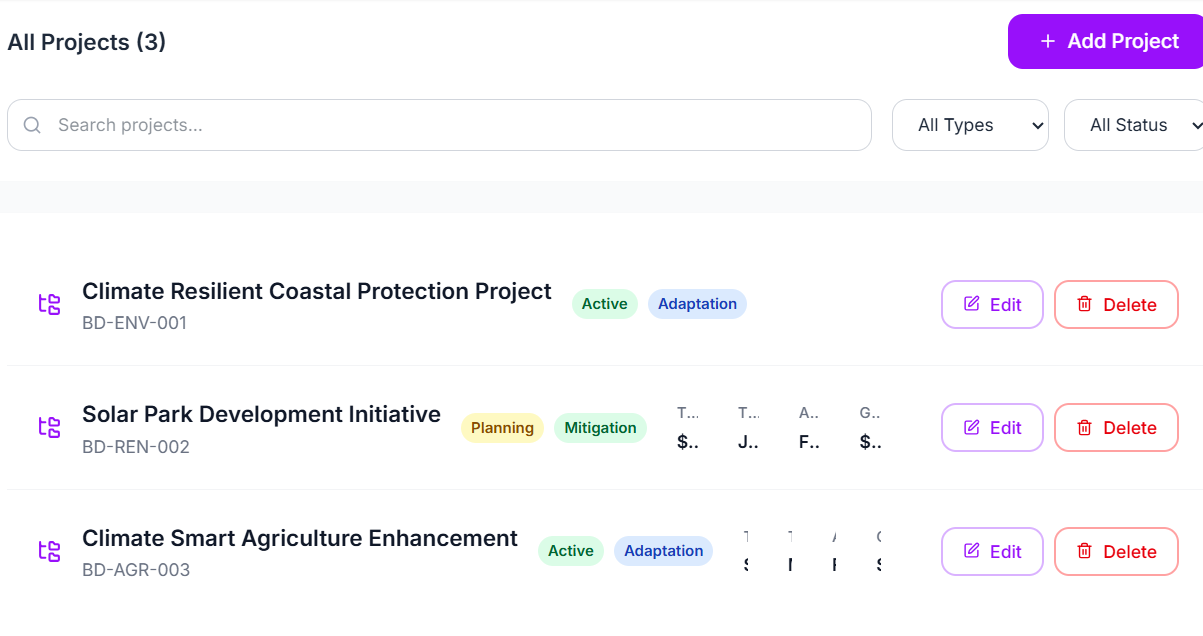 All Projects (3)
+ Add Project
Search projects...
All Types
All Status
Climate Resilient Coastal Protection Project
BD-ENV-001
Active
Adaptation
Edit
Delete
Solar Park Development Initiative
BD-REN-002
Planning
Mitigation
T... T... A... G...
$... J... F... $...
Edit
Delete
Climate Smart Agriculture Enhancement
BD-AGR-003
Active
Adaptation
Edit
Delete